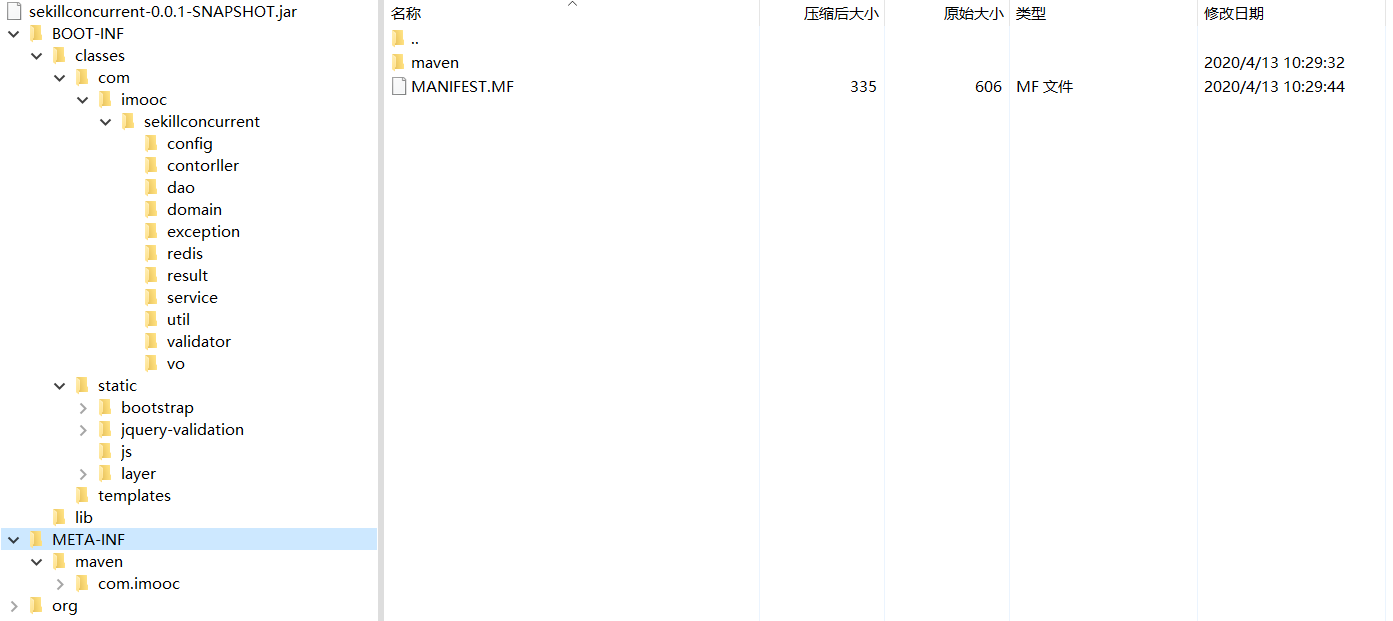 sekillconcurrent-0.0.1-SNAPSHOT.jar
BOOT-INF
classes
com
imooc
sekillconcurrent
config
contorller
dao
domain
exception
redis
result
service
util
validator
vo
static
bootstrap
jquery-validation
js
layer
templates
lib
META-INF
maven
com.imooc
org
名称 压缩后大小 原始大小 类型 修改日期
..
maven 2020/4/13 10:29:32
MANIFEST.MF 335 606 MF 文件 2020/4/13 10:29:44